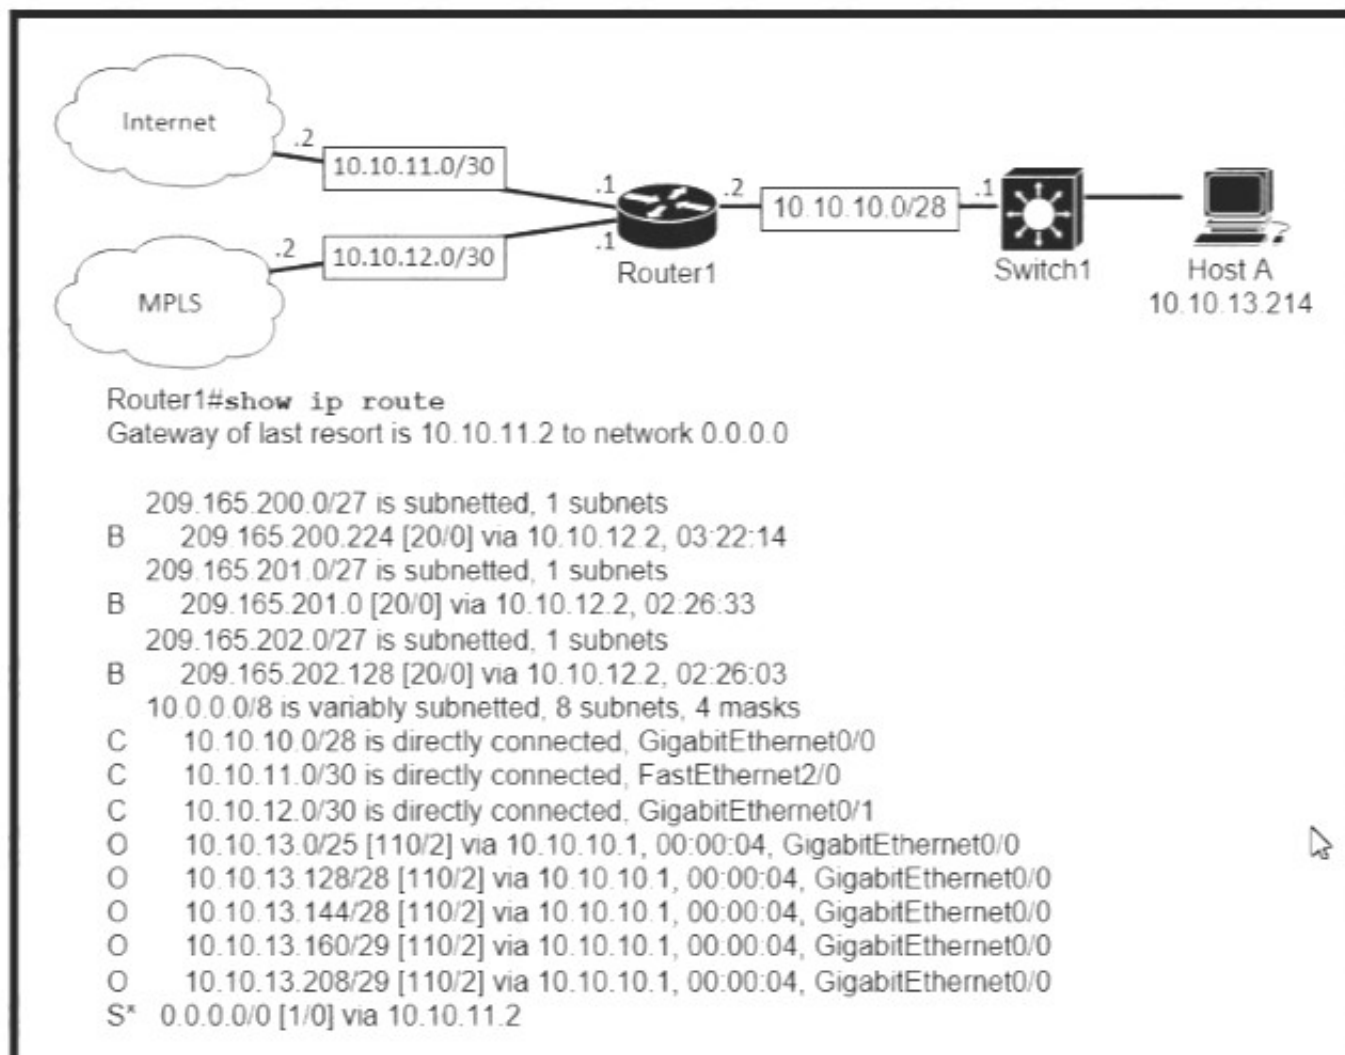 Internet
.2
10.10.11.0/30
.1
.2
10.10.10.0/28
.1
.2
10.10.12.0/30
.1
MPLS
Router1
Switch1
Host A
10.10.13.214
Router1#show ip route
Gateway of last resort is 10.10.11.2 to network 0.0.0.0
209.165.200.0/27 is subnetted, 1 subnets
B 209.165.200.224 [20/0] via 10.10.12.2, 03:22:14
209.165.201.0/27 is subnetted, 1 subnets
B 209.165.201.0 [20/0] via 10.10.12.2, 02:26:33
209.165.202.0/27 is subnetted, 1 subnets
B 209.165.202.128 [20/0] via 10.10.12.2, 02:26:03
10.0.0.0/8 is variably subnetted, 8 subnets, 4 masks
C 10.10.10.0/28 is directly connected, GigabitEthernet0/0
C 10.10.11.0/30 is directly connected, FastEthernet2/0
C 10.10.12.0/30 is directly connected, GigabitEthernet0/1
O 10.10.13.0/25 [110/2] via 10.10.10.1, 00:00:04, GigabitEthernet0/0
O 10.10.13.128/28 [110/2] via 10.10.10.1, 00:00:04, GigabitEthernet0/0
O 10.10.13.144/28 [110/2] via 10.10.10.1, 00:00:04, GigabitEthernet0/0
O 10.10.13.160/29 [110/2] via 10.10.10.1, 00:00:04, GigabitEthernet0/0
O 10.10.13.208/29 [110/2] via 10.10.10.1, 00:00:04, GigabitEthernet0/0
S* 0.0.0.0/0 [1/0] via 10.10.11.2